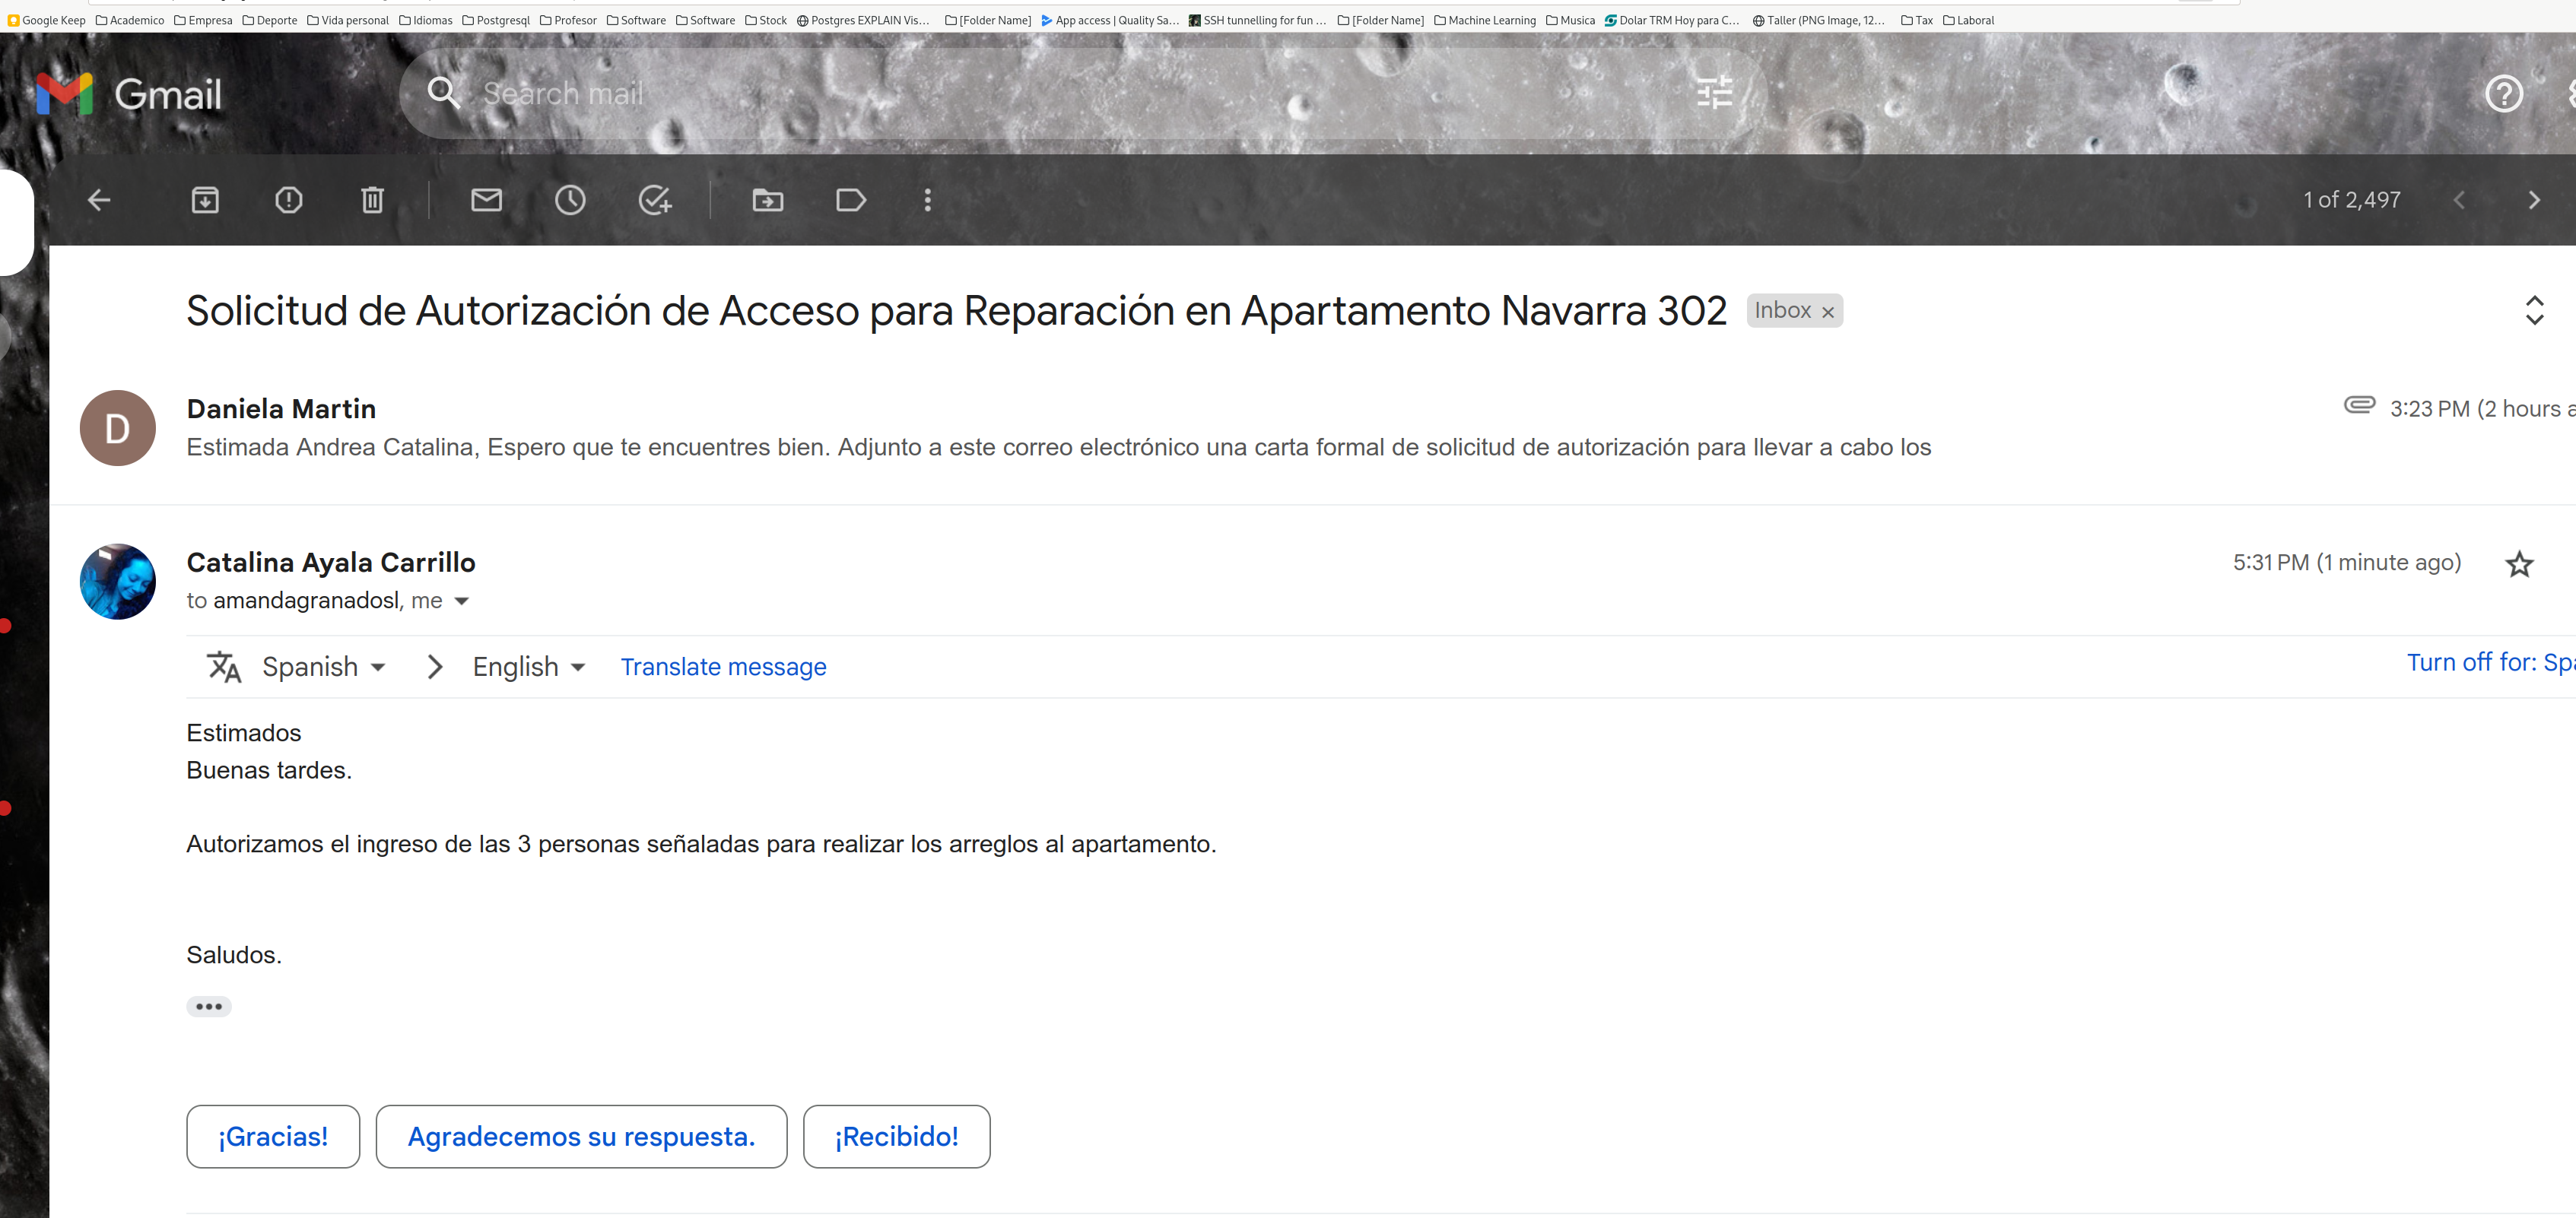 Google Keep Academico Empresa Deporte Vida personal Idiomas Postgresql Profesor Software Software Stock Postgres EXPLAIN Vis... [Folder Name] App access | Quality Sa... SSH tunnelling for fun ... [Folder Name] Machine Learning Musica Dolar TRM Hoy para C... Taller (PNG Image, 12... Tax Laboral
Gmail Search mail
1 of 2,497
Solicitud de Autorización de Acceso para Reparación en Apartamento Navarra 302 Inbox ×
D Daniela Martin 3:23 PM (2 hours a
Estimada Andrea Catalina, Espero que te encuentres bien. Adjunto a este correo electrónico una carta formal de solicitud de autorización para llevar a cabo los
Catalina Ayala Carrillo 5:31 PM (1 minute ago)
to amandagranadosl, me
Spanish > English Translate message Turn off for: Spa
Estimados
Buenas tardes.
Autorizamos el ingreso de las 3 personas señaladas para realizar los arreglos al apartamento.
Saludos.
¡Gracias! Agradecemos su respuesta. ¡Recibido!